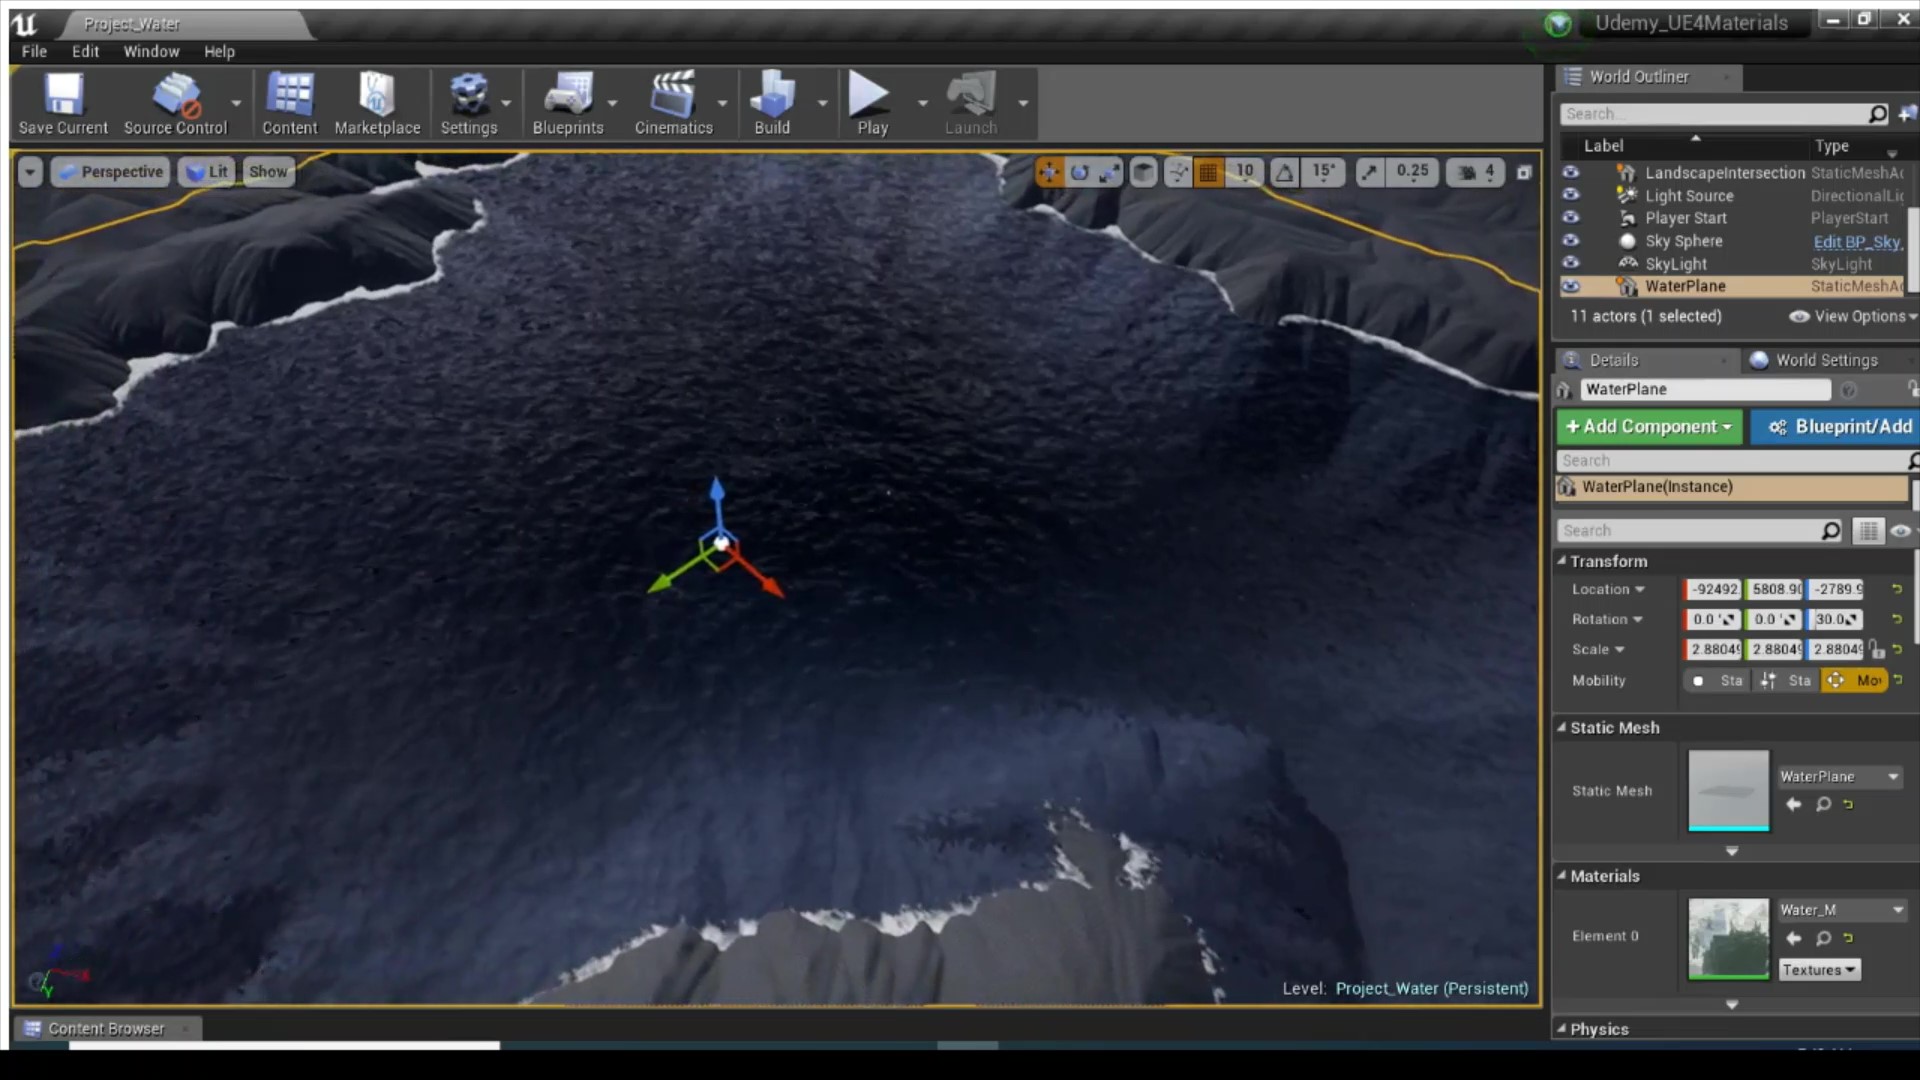 Project_Water
Udemy_UE4Materials
File Edit Window Help
Save Current Source Control Content Marketplace Settings Blueprints Cinematics Build Play Launch
Perspective Lit Show
10 15° 0.25 4
World Outliner
Search...
Label Type
LandscapeIntersection StaticMeshAc
Light Source DirectionalLig
Player Start PlayerStart
Sky Sphere Edit BP_Sky
SkyLight SkyLight
WaterPlane StaticMeshAc
11 actors (1 selected) View Options
Details World Settings
WaterPlane
+Add Component Blueprint/Add
Search
WaterPlane(Instance)
Search
Transform
Location -92492. 5808.90 -2789.9
Rotation 0.0 ° 0.0 ° 30.0
Scale 2.88049 2.88049 2.88049
Mobility Sta Sta Mov
Static Mesh
Static Mesh WaterPlane
Materials
Element 0 Water_M
Textures
Physics
Level: Project_Water (Persistent)
Content Browser
X
Y